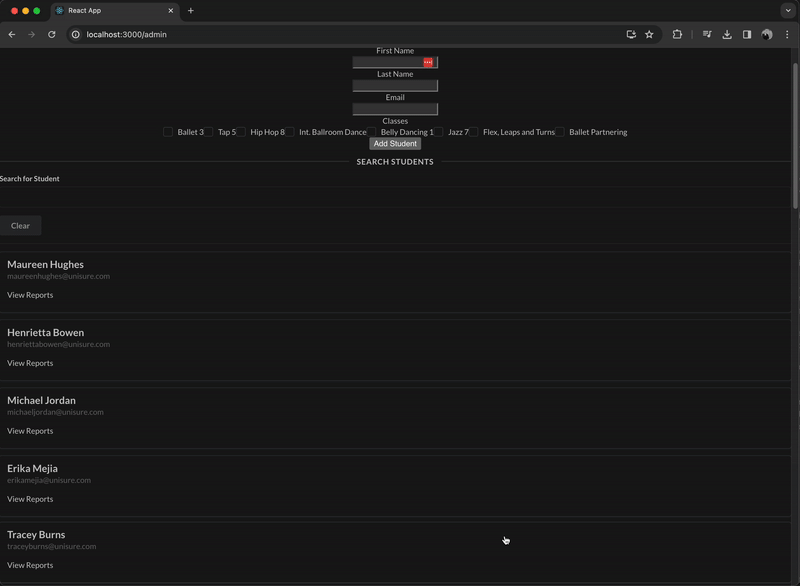 React App
localhost:3000/admin
First Name
Last Name
Email
Classes
Ballet 3 Tap 5 Hip Hop 8 Int. Ballroom Dance Belly Dancing 1 Jazz 7 Flex, Leaps and Turns Ballet Partnering
Add Student
SEARCH STUDENTS
Search for Student
Clear
Maureen Hughes
maureenhughes@unisure.com
View Reports
Henrietta Bowen
henriettabowen@unisure.com
View Reports
Michael Jordan
michaeljordan@unisure.com
View Reports
Erika Mejia
erikamejia@unisure.com
View Reports
Tracey Burns
traceyburns@unisure.com
View Reports